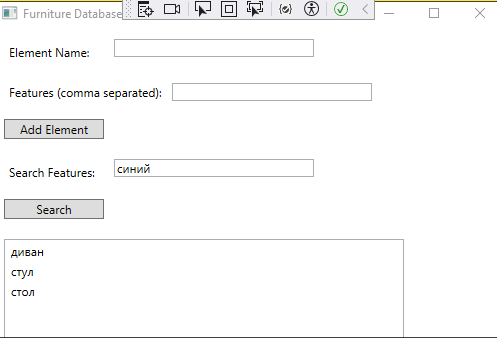 Furniture Database
Element Name:
Features (comma separated):
Add Element
Search Features:
синий
Search
диван
стул
стол